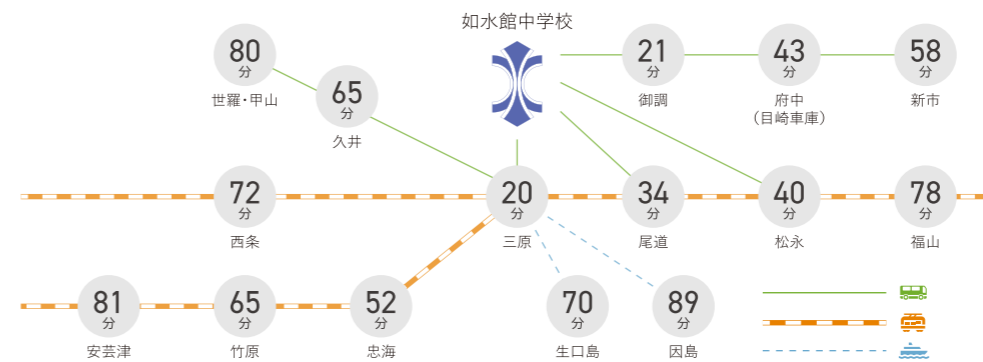 如水館中学校
80
分
世羅・甲山
65
分
久井
21
分
御調
43
分
府中
（目崎車庫）
58
分
新市
72
分
西条
20
分
三原
34
分
尾道
40
分
松永
78
分
福山
81
分
安芸津
65
分
竹原
52
分
忠海
70
分
生口島
89
分
因島